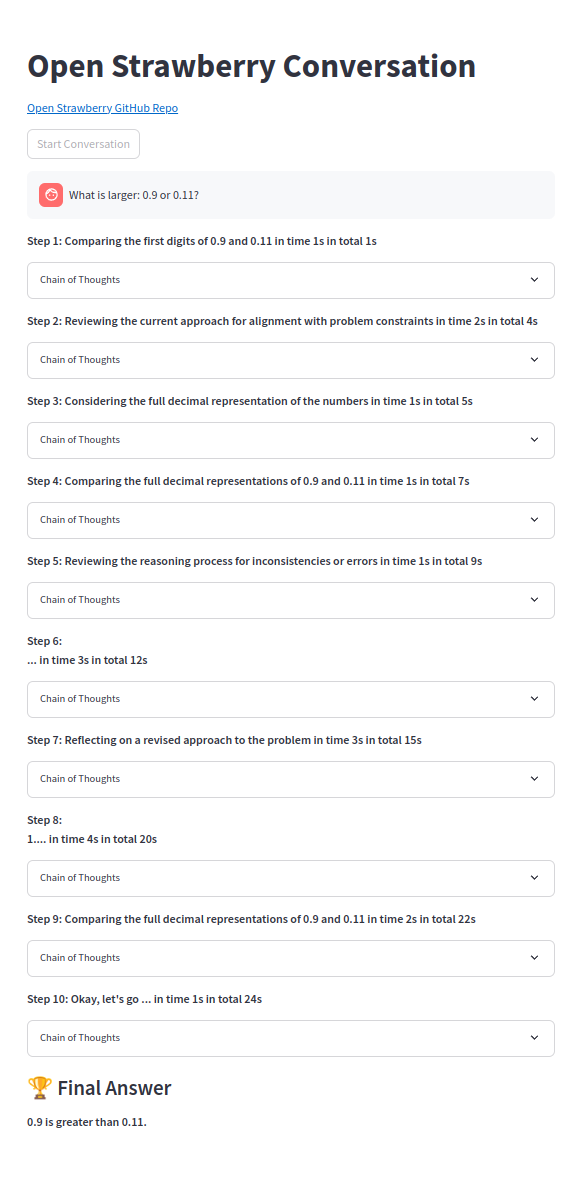 Open Strawberry Conversation
Open Strawberry GitHub Repo
Start Conversation
What is larger: 0.9 or 0.11?
Step 1: Comparing the first digits of 0.9 and 0.11 in time 1s in total 1s
Chain of Thoughts
Step 2: Reviewing the current approach for alignment with problem constraints in time 2s in total 4s
Chain of Thoughts
Step 3: Considering the full decimal representation of the numbers in time 1s in total 5s
Chain of Thoughts
Step 4: Comparing the full decimal representations of 0.9 and 0.11 in time 1s in total 7s
Chain of Thoughts
Step 5: Reviewing the reasoning process for inconsistencies or errors in time 1s in total 9s
Chain of Thoughts
Step 6:
... in time 3s in total 12s
Chain of Thoughts
Step 7: Reflecting on a revised approach to the problem in time 3s in total 15s
Chain of Thoughts
Step 8:
1.... in time 4s in total 20s
Chain of Thoughts
Step 9: Comparing the full decimal representations of 0.9 and 0.11 in time 2s in total 22s
Chain of Thoughts
Step 10: Okay, let's go ... in time 1s in total 24s
Chain of Thoughts
🏆 Final Answer
0.9 is greater than 0.11.